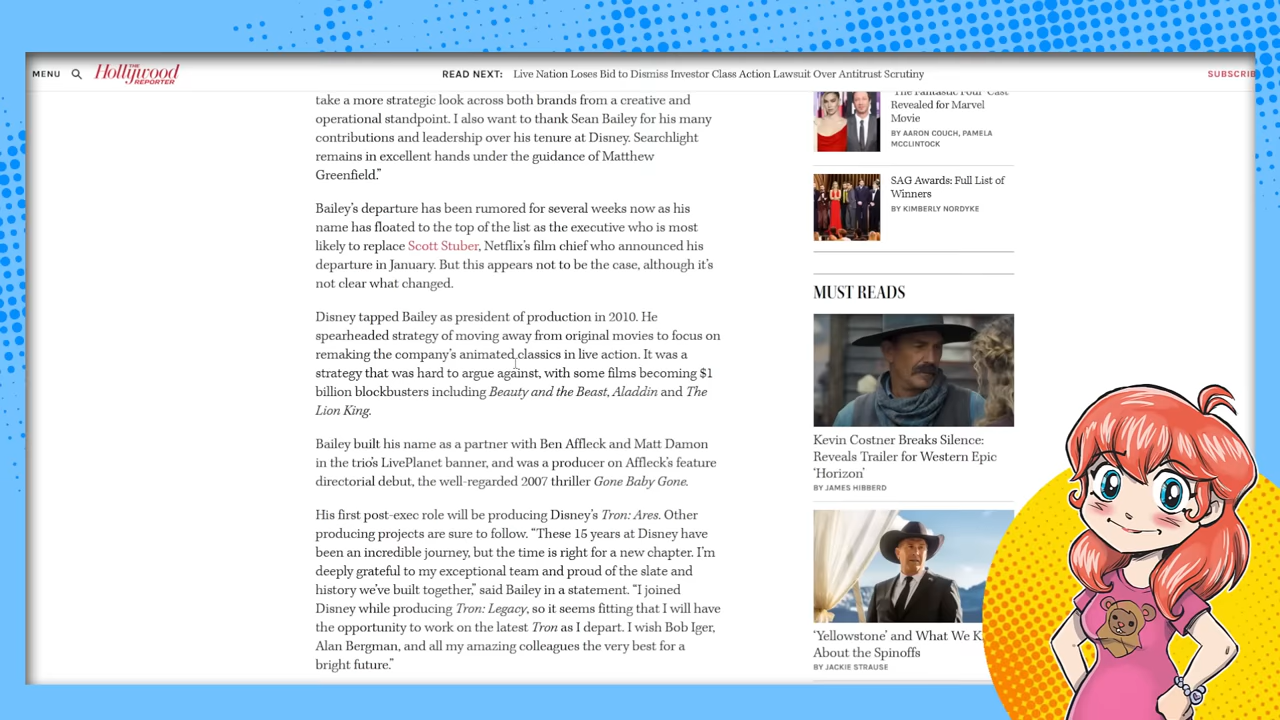 MENU
THE
Hollywood
REPORTER
READ NEXT: Live Nation Loses Bid to Dismiss Investor Class Action Lawsuit Over Antitrust Scrutiny
SUBSCRIB
take a more strategic look across both brands from a creative and
operational standpoint. I also want to thank Sean Bailey for his many
contributions and leadership over his tenure at Disney. Searchlight
remains in excellent hands under the guidance of Matthew
Greenfield.”
Bailey’s departure has been rumored for several weeks now as his
name has floated to the top of the list as the executive who is most
likely to replace Scott Stuber, Netflix’s film chief who announced his
departure in January. But this appears not to be the case, although it’s
not clear what changed.
Disney tapped Bailey as president of production in 2010. He
spearheaded strategy of moving away from original movies to focus on
remaking the company’s animated classics in live action. It was a
strategy that was hard to argue against, with some films becoming $1
billion blockbusters including Beauty and the Beast, Aladdin and The
Lion King.
Bailey built his name as a partner with Ben Affleck and Matt Damon
in the trio’s LivePlanet banner, and was a producer on Affleck’s feature
directorial debut, the well-regarded 2007 thriller Gone Baby Gone.
His first post-exec role will be producing Disney’s Tron: Ares. Other
producing projects are sure to follow. “These 15 years at Disney have
been an incredible journey, but the time is right for a new chapter. I’m
deeply grateful to my exceptional team and proud of the slate and
history we’ve built together,” said Bailey in a statement. “I joined
Disney while producing Tron: Legacy, so it seems fitting that I will have
the opportunity to work on the latest Tron as I depart. I wish Bob Iger,
Alan Bergman, and all my amazing colleagues the very best for a
bright future.”
‘The Fantastic Four’ Cast
Revealed for Marvel
Movie
BY AARON COUCH, PAMELA
MCCLINTOCK
SAG Awards: Full List of
Winners
BY KIMBERLY NORDYKE
MUST READS
Kevin Costner Breaks Silence:
Reveals Trailer for Western Epic
‘Horizon’
BY JAMES HIBBERD
‘Yellowstone’ and What We K
About the Spinoffs
BY JACKIE STRAUSE